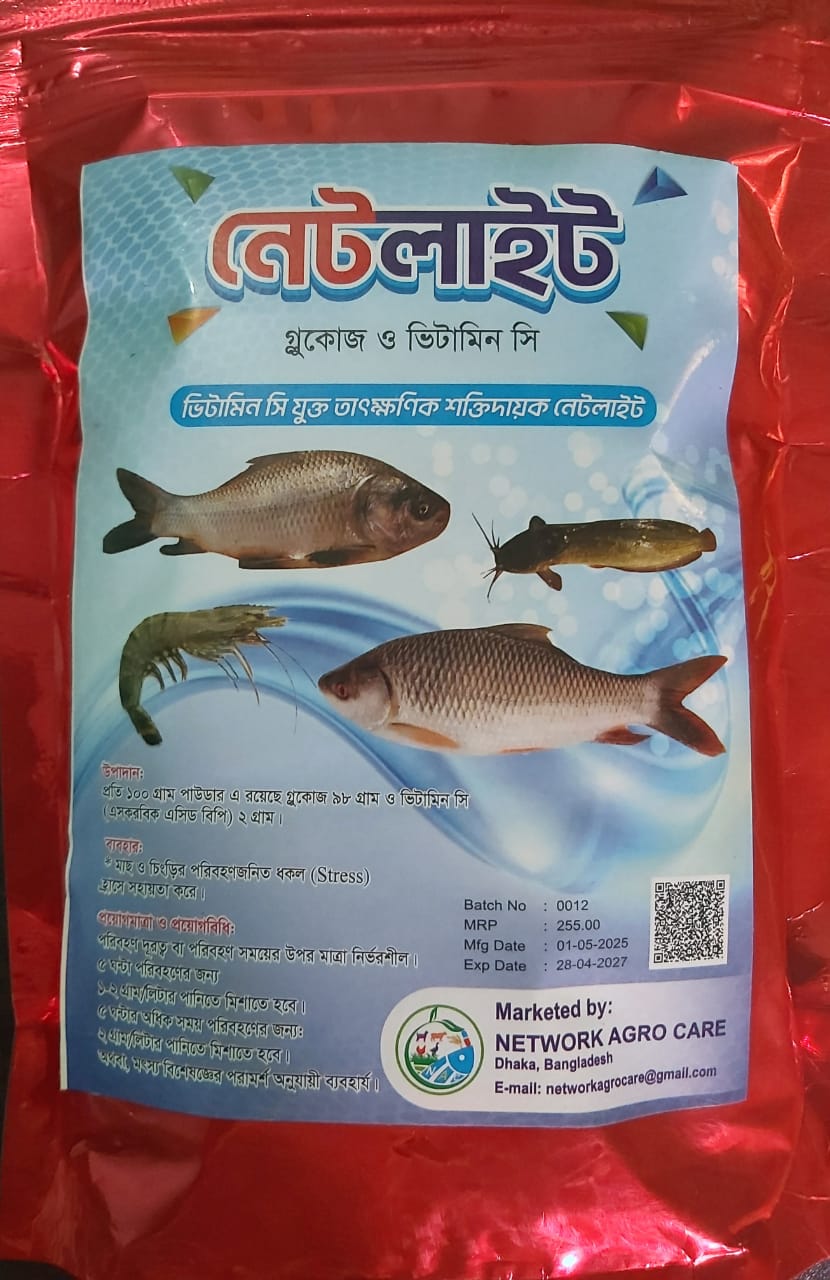 নেটলাইট
গ্লুকোজ ও ভিটামিন সি
ভিটামিন সি যুক্ত তাৎক্ষণিক শক্তিদায়ক নেটলাইট
উপাদান:
প্রতি ১০০ গ্রাম পাউডার এ রয়েছে গ্লুকোজ ৯৮ গ্রাম ও ভিটামিন সি
(এসকরবিক এসিড বিপি) ২ গ্রাম।
ব্যবহার:
* মাছ ও চিংড়ির পরিবহণজনিত ধকল (Stress)
হ্রাসে সহায়তা করে।
প্রয়োগমাত্রা ও প্রয়োগবিধি:
পরিবহণ দূরত্ব বা পরিবহণ সময়ের উপর মাত্রা নির্ভরশীল।
৫ ঘন্টা পরিবহণের জন্য
১-২ গ্রাম/লিটার পানিতে মিশাতে হবে।
৫ ঘন্টার অধিক সময় পরিবহণের জন্য:
২ গ্রাম/লিটার পানিতে মিশাতে হবে।
অথবা, মৎস্য বিশেষজ্ঞের পরামর্শ অনুযায়ী ব্যবহার্য।
Batch No : 0012
MRP : 255.00
Mfg Date : 01-05-2025
Exp Date : 28-04-2027
Marketed by:
NETWORK AGRO CARE
Dhaka, Bangladesh
E-mail: networkagrocare@gmail.com